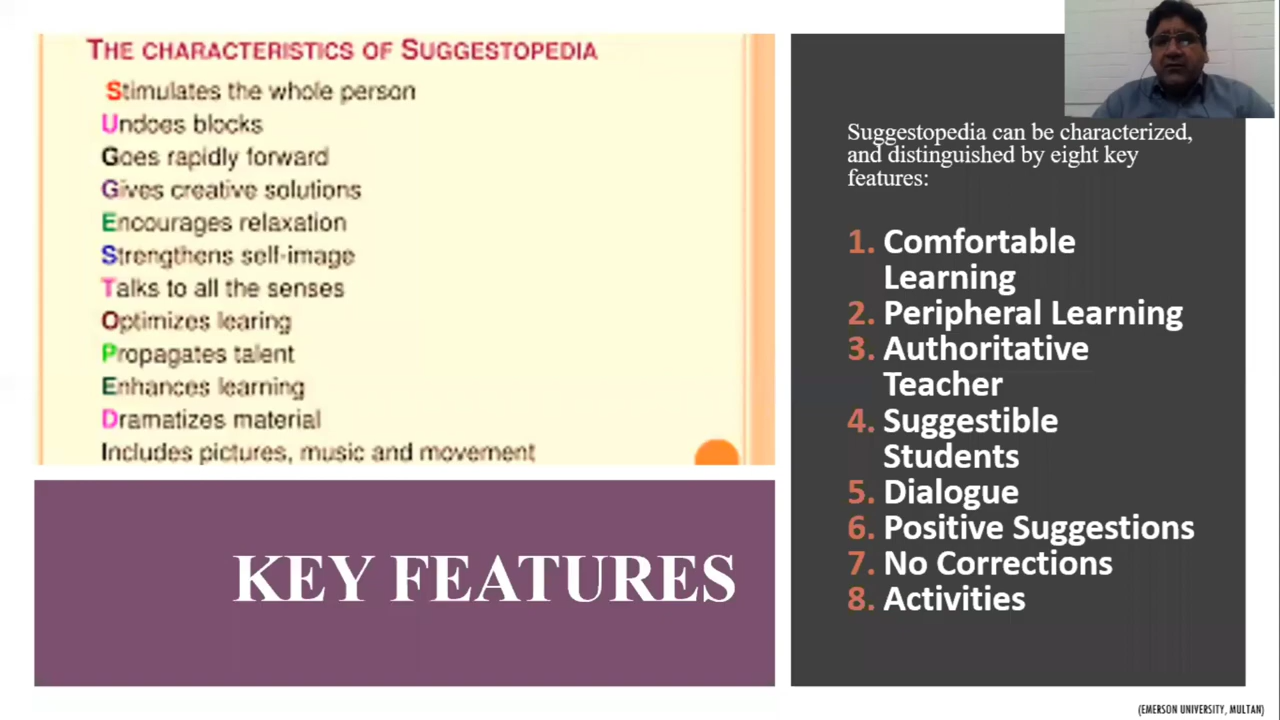 THE CHARACTERISTICS OF SUGGESTOPEDIA
Stimulates the whole person
Undoes blocks
Goes rapidly forward
Gives creative solutions
Encourages relaxation
Strengthens self-image
Talks to all the senses
Optimizes learing
Propagates talent
Enhances learning
Dramatizes material
Includes pictures, music and movement
KEY FEATURES
Suggestopedia can be characterized,
and distinguished by eight key
features:
1. Comfortable
Learning
2. Peripheral Learning
3. Authoritative
Teacher
4. Suggestible
Students
5. Dialogue
6. Positive Suggestions
7. No Corrections
8. Activities
(EMERSON UNIVERSITY, MULTAN)